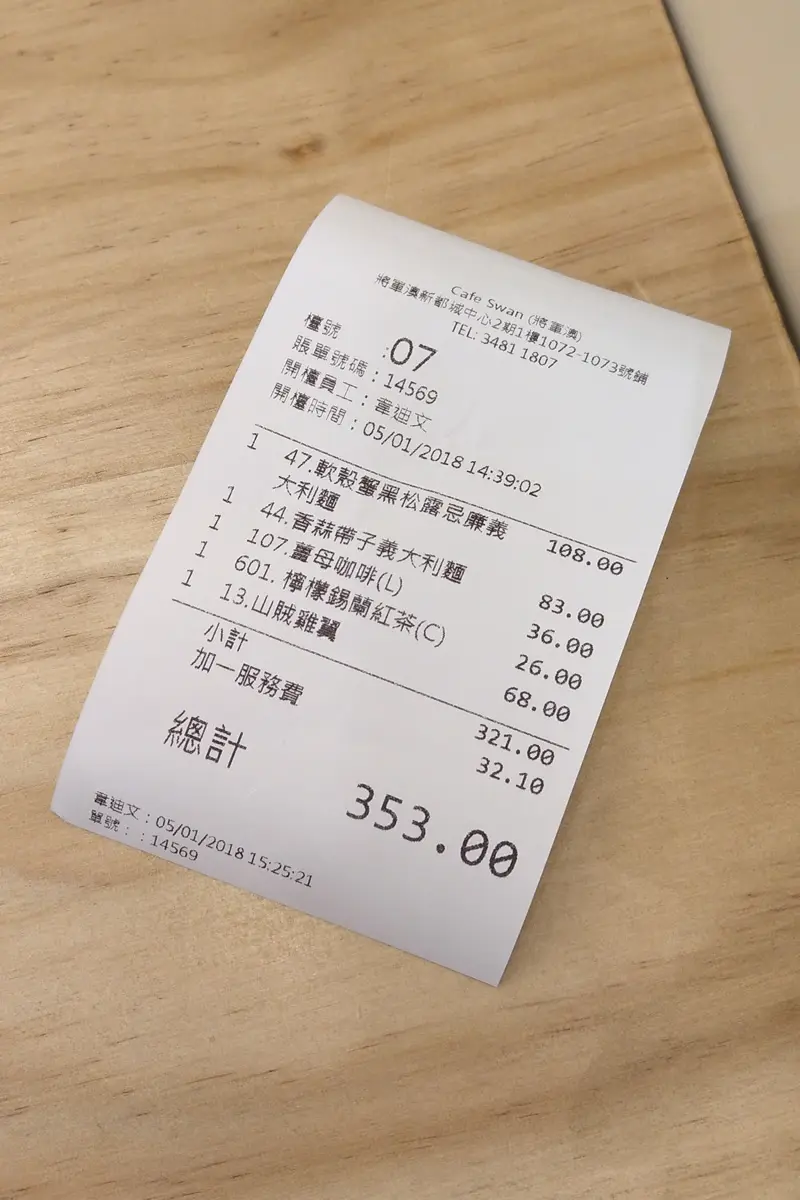 Cafe Swan (將軍澳)
將軍澳新都城中心2期1樓1072-1073號鋪
TEL: 3481 1807
檯號 :07
賬單號碼 : 14569
開檯員工 : 韋迪文
開檯時間 : 05/01/2018 14:39:02
1 47.軟殼蟹黑松露忌廉義 108.00
大利麵
1 44.香蒜帶子義大利麵 83.00
1 107.薑母咖啡(L) 36.00
1 601. 檸檬錫蘭紅茶(C) 26.00
1 13.山賊雞翼 68.00
小計 321.00
加一服務費 32.10
總計 353.00
韋迪文 : 05/01/2018 15:25:21
單號 : : 14569